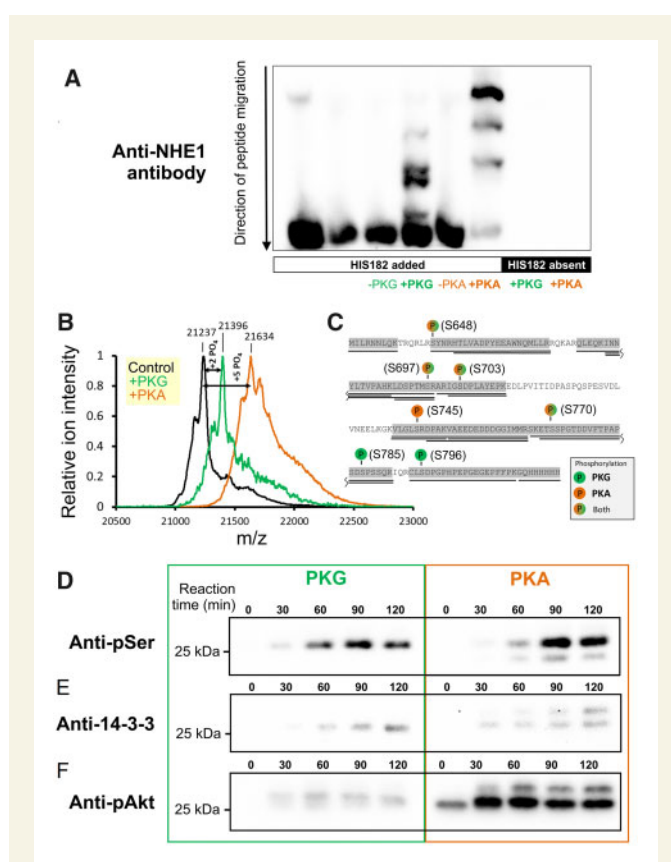 A
Anti-NHE1
antibody
Direction of peptide migration
HIS182 added HIS182 absent
-PKG +PKG -PKA +PKA +PKG +PKA
B
Control
+PKG
+PKA
21237
21396
21634
+2 PO4
+5 PO4
Relative ion intensity
1
0.8
0.6
0.4
0.2
0
20500 21000 21500 22000 22500 23000
m/z
C
P (S648)
MILRNNLQKTRQRLRSYNRHTLVADPYEEAWNQMLLRRQKARQLEQKINN
P (S697) P (S703)
YLTVPAHKLDSPTMSRARIGSDPLAYEPKEDLPVITIDPASPQSPESVDL
P (S745) P (S770)
VNEELKGKVLGLSRDPAKVAEEDEDDDGGIMMRSKETSSPGTDDVFTPAP
P (S785) P (S796)
SDSPSSQRIQRCLSDPGPHPEPGEGEPFFPKGQHHHHHH
Phosphorylation
P PKG
P PKA
P Both
D
PKG PKA
Reaction
time (min)
0 30 60 90 120 0 30 60 90 120
Anti-pSer
25 kDa
E
0 30 60 90 120 0 30 60 90 120
Anti-14-3-3
25 kDa
F
0 30 60 90 120 0 30 60 90 120
Anti-pAkt
25 kDa